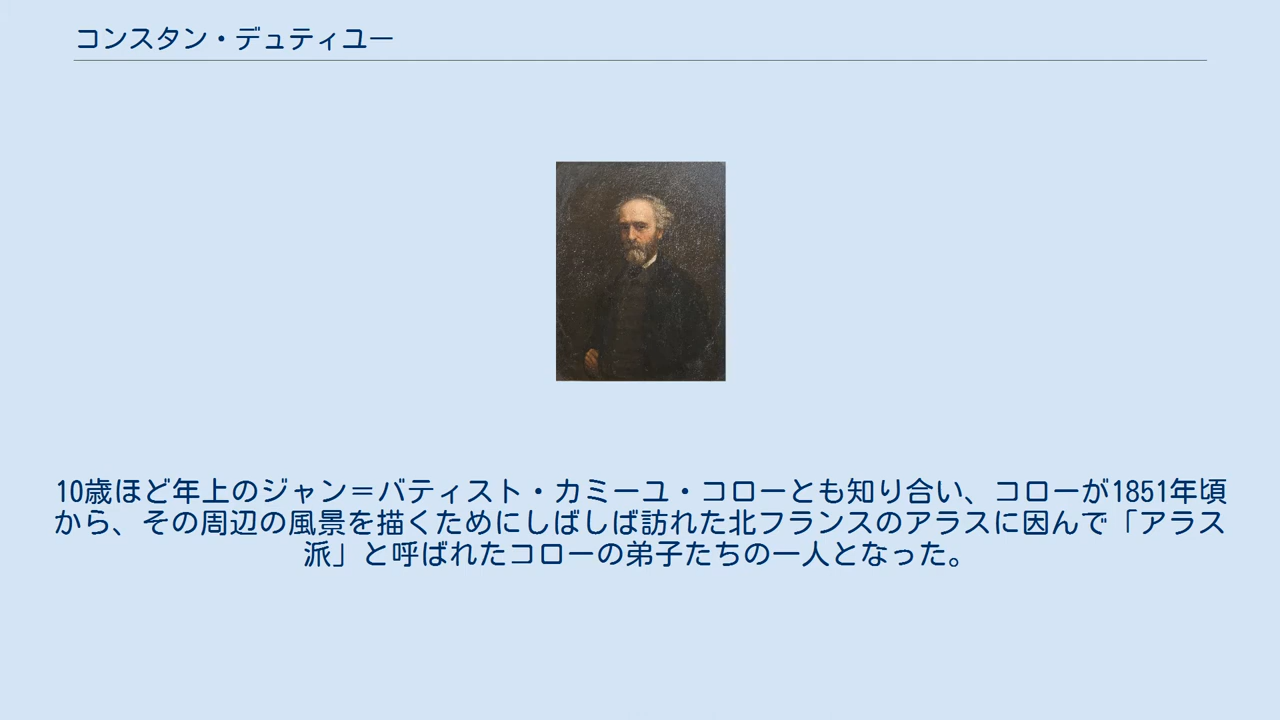 コンスタン・デュティユー
10歳ほど年上のジャン＝バティスト・カミーユ・コローとも知り合い、コローが1851年頃
から、その周辺の風景を描くためにしばしば訪れた北フランスのアラスに因んで「アラス
派」と呼ばれたコローの弟子たちの一人となった。